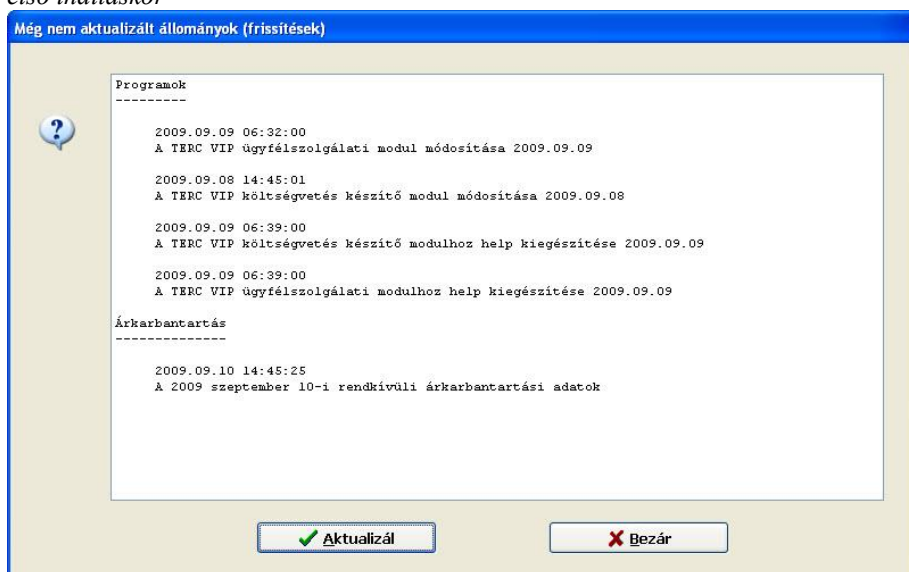 első indításkor
Még nem aktualizált állományok (frissítések)
Programok
---------
2009.09.09 06:32:00
A TERC VIP ügyfélszolgálati modul módosítása 2009.09.09
2009.09.08 14:45:01
A TERC VIP költségvetés készítő modul módosítása 2009.09.08
2009.09.09 06:39:00
A TERC VIP költségvetés készítő modulhoz help kiegészítése 2009.09.09
2009.09.09 06:39:00
A TERC VIP ügyfélszolgálati modulhoz help kiegészítése 2009.09.09
Árkarbantartás
--------------
2009.09.10 14:45:25
A 2009 szeptember 10-i rendkívüli árkarbantartási adatok
Aktualizál
Bezár